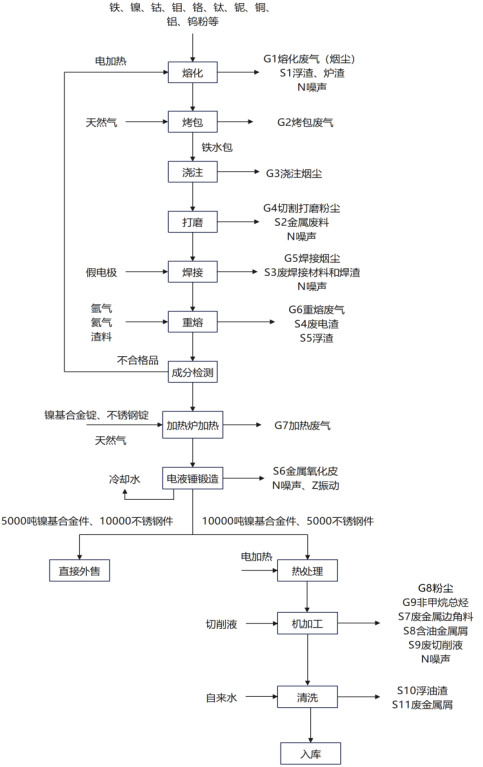 铁、镍、钴、钼、铬、钛、铌、铜、
铝、钨粉等
电加热
熔化
G1熔化废气（烟尘）
S1浮渣、炉渣
N噪声
天然气
烤包
G2烤包废气
铁水包
浇注
G3浇注烟尘
打磨
G4切割打磨粉尘
S2金属废料
N噪声
假电极
焊接
G5焊接烟尘
S3废焊接材料和焊渣
N噪声
氩气
氦气
渣料
重熔
G6重熔废气
S4废电渣
S5浮渣
不合格品
成分检测
镍基合金锭、不锈钢锭
天然气
加热炉加热
G7加热废气
冷却水
电液锤锻造
S6金属氧化皮
N噪声、Z振动
5000吨镍基合金件、10000不锈钢件
10000吨镍基合金件、5000不锈钢件
直接外售
电加热
热处理
切削液
机加工
G8粉尘
G9非甲烷总烃
S7废金属边角料
S8含油金属屑
S9废切削液
N噪声
自来水
清洗
S10浮油渣
S11废金属屑
入库